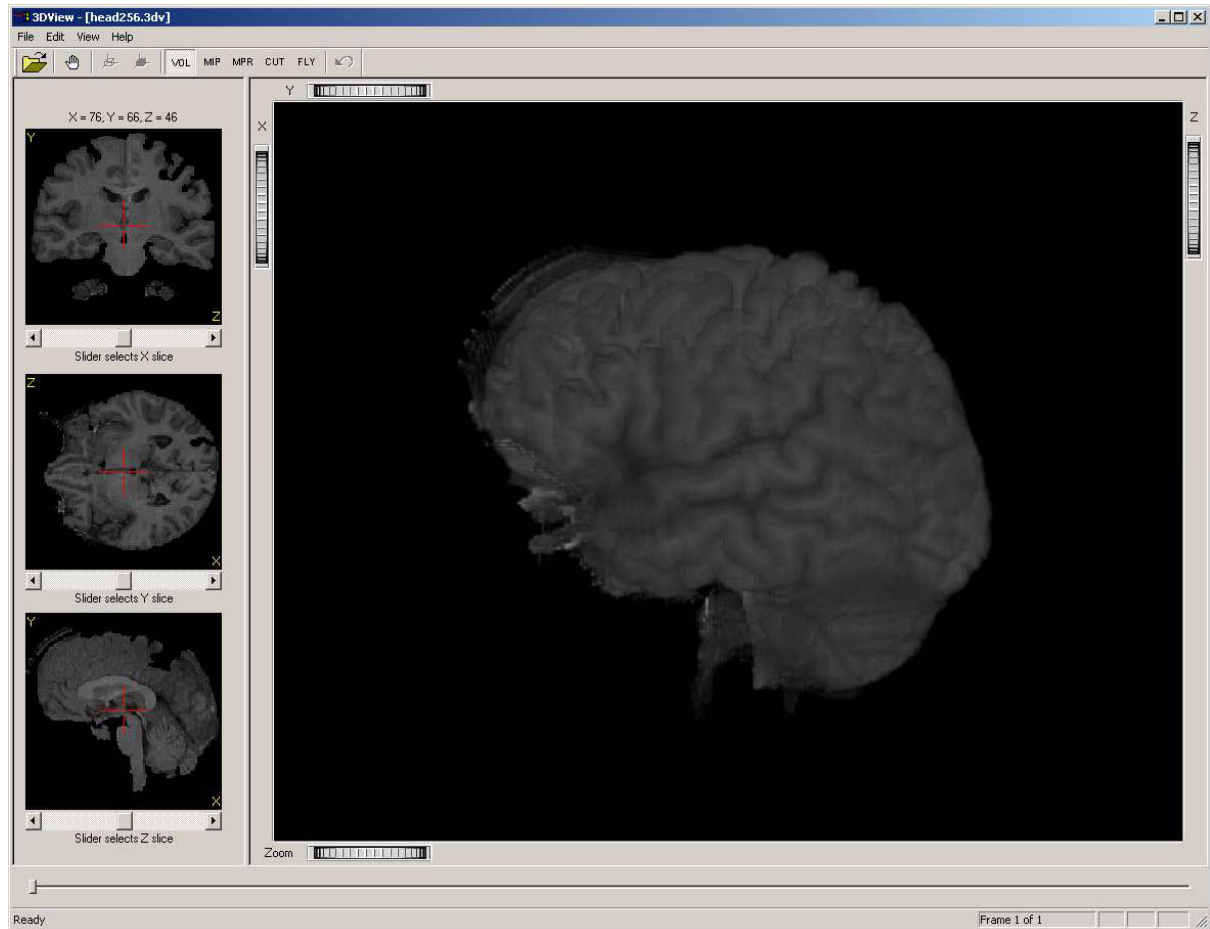 3DView - [head256.3dv]
File Edit View Help
VOL MIP MPR CUT FLY
X = 76, Y = 66, Z = 46
Y
Z
Slider selects X slice
Z
X
Slider selects Y slice
Y
X
Slider selects Z slice
Y
X
Z
Zoom
Ready
Frame 1 of 1